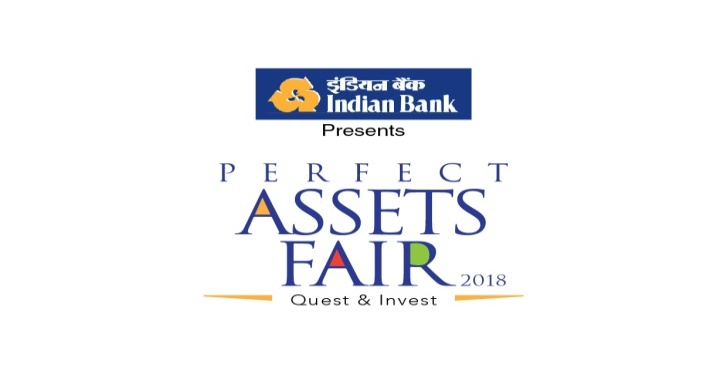 इंडियन बैंक
Indian Bank
Presents
PERFECT
ASSETS
FAIR 2018
Quest & Invest